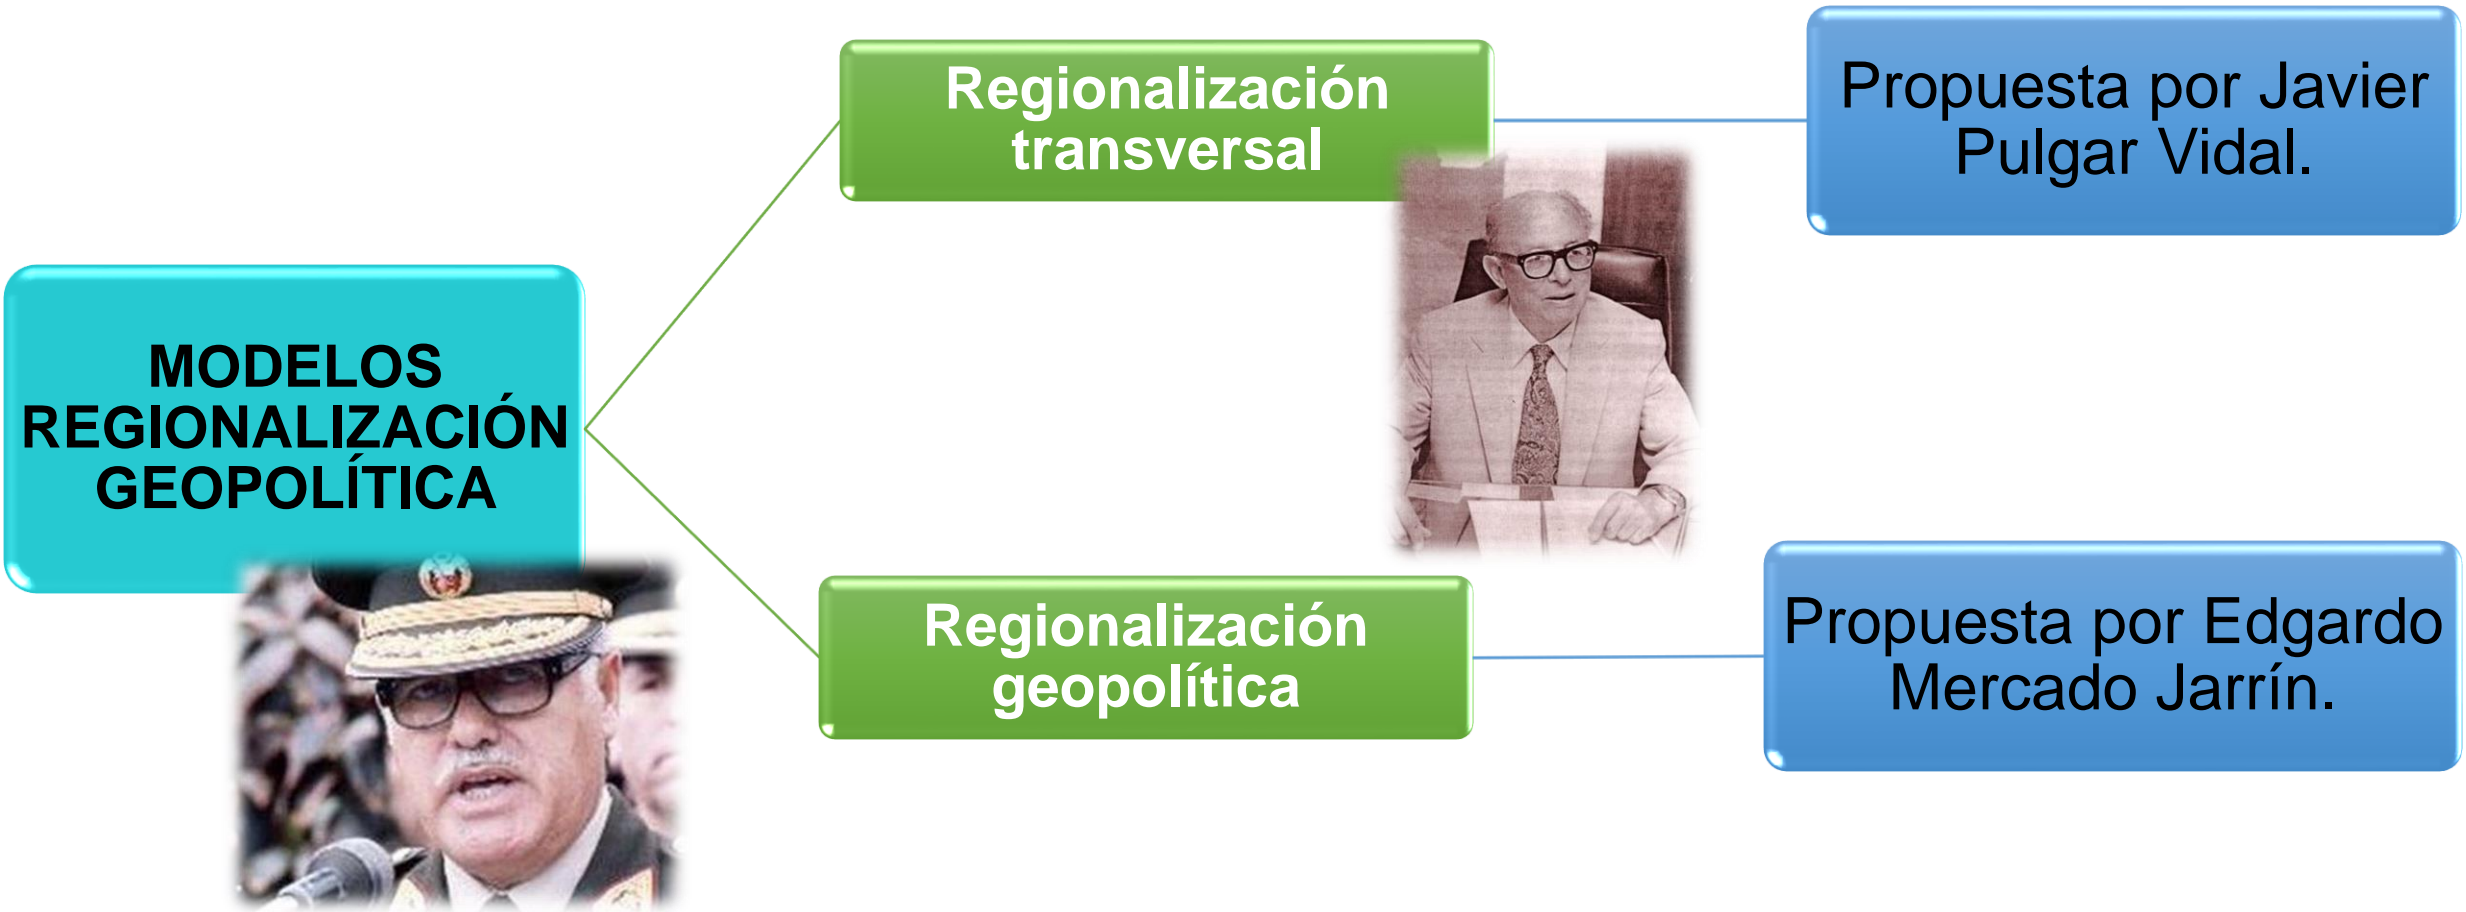 MODELOS
REGIONALIZACIÓN
GEOPOLÍTICA
Regionalización
transversal
Propuesta por Javier
Pulgar Vidal.
Regionalización
geopolítica
Propuesta por Edgardo
Mercado Jarrín.